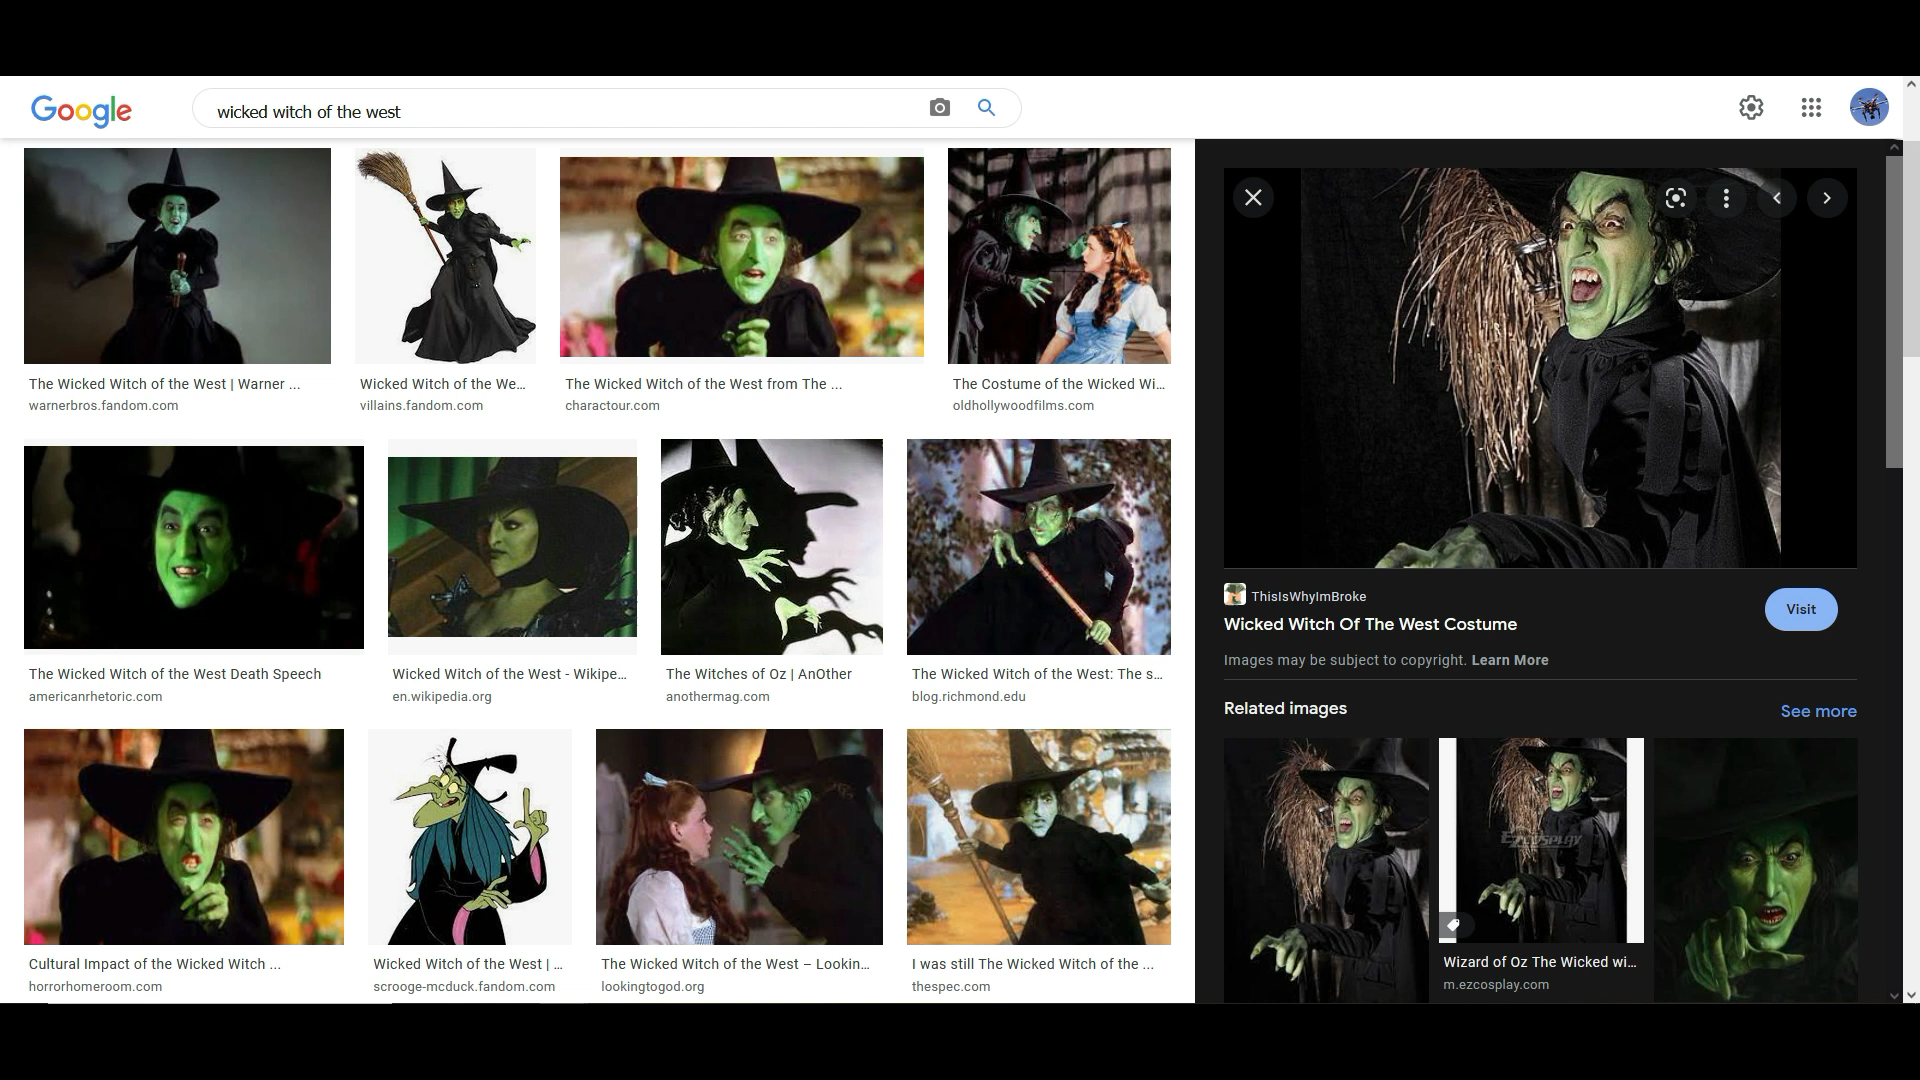 Google
wicked witch of the west
The Wicked Witch of the West | Warner ...
warnerbros.fandom.com
Wicked Witch of the We...
villains.fandom.com
The Wicked Witch of the West from The ...
charactour.com
The Costume of the Wicked Wi...
oldhollywoodfilms.com
The Wicked Witch of the West Death Speech
americanrhetoric.com
Wicked Witch of the West - Wikipe...
en.wikipedia.org
The Witches of Oz | AnOther
anothermag.com
The Wicked Witch of the West: The s...
blog.richmond.edu
Cultural Impact of the Wicked Witch ...
horrorhomeroom.com
Wicked Witch of the West | ...
scrooge-mcduck.fandom.com
The Wicked Witch of the West – Lookin...
lookingtogod.org
I was still The Wicked Witch of the ...
thespec.com
ThisIsWhyImBroke
Visit
Wicked Witch Of The West Costume
Images may be subject to copyright. Learn More
Related images
See more
EZCOSPLAY
Wizard of Oz The Wicked wi...
m.ezcosplay.com